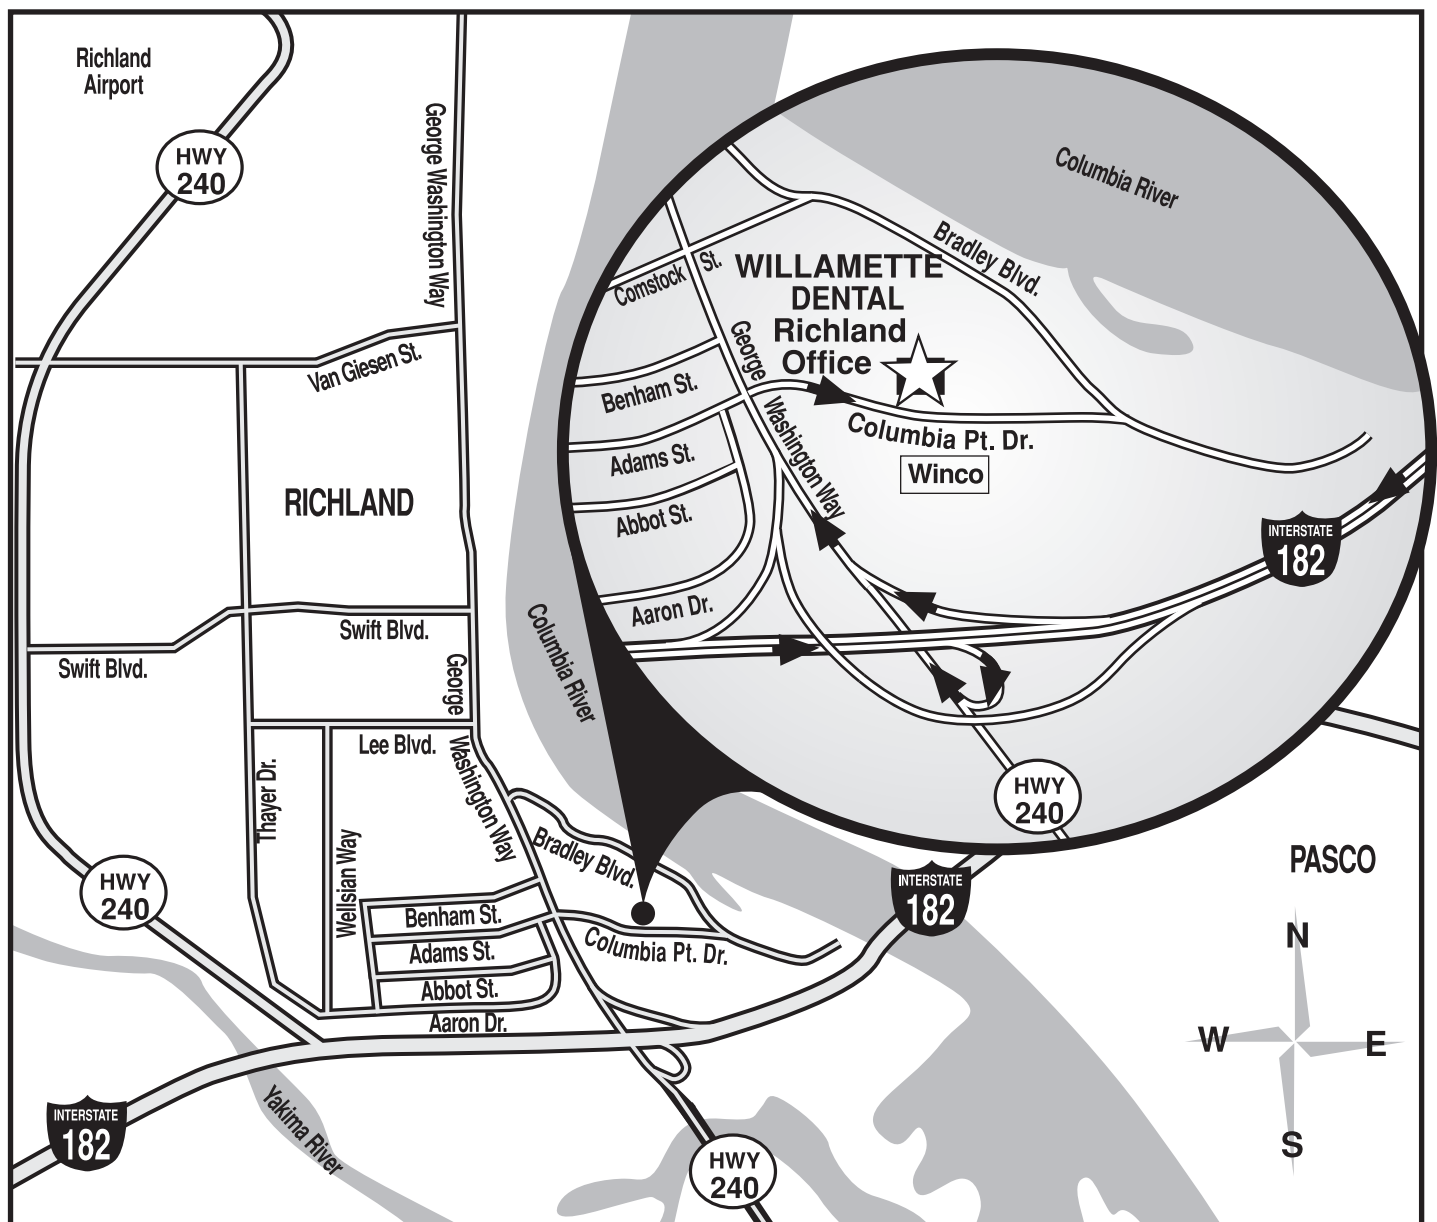 Richland
Airport
HWY
240
George Washington Way
Van Giesen St.
RICHLAND
Swift Blvd.
Swift Blvd.
George
Washington Way
Lee Blvd.
Thayer Dr.
Wellsian Way
Bradley Blvd.
Benham St.
Adams St.
Abbot St.
Aaron Dr.
Columbia Pt. Dr.
HWY
240
INTERSTATE
182
Yakima River
HWY
240
Columbia River
Columbia River
Bradley Blvd.
Comstock St.
WILLAMETTE
DENTAL
Richland
Office
George
Washington Way
Benham St.
Adams St.
Abbot St.
Aaron Dr.
Columbia Pt. Dr.
Winco
INTERSTATE
182
HWY
240
INTERSTATE
182
PASCO
N
W
E
S